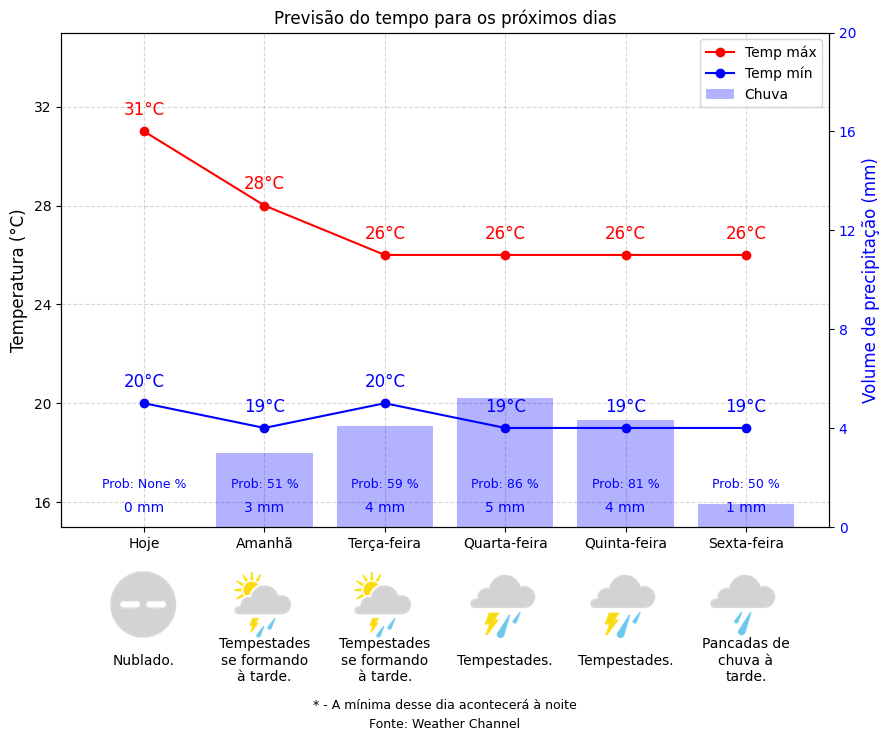 Previsão do tempo para os próximos dias
Temp máx
Temp mín
Chuva
Temperatura (°C)
32
28
24
20
16
Volume de precipitação (mm)
20
16
12
8
4
0
31°C
28°C
26°C
26°C
26°C
26°C
20°C
19°C
20°C
19°C
19°C
19°C
Prob: None %
Prob: 51 %
Prob: 59 %
Prob: 86 %
Prob: 81 %
Prob: 50 %
0 mm
3 mm
4 mm
5 mm
4 mm
1 mm
Hoje
Amanhã
Terça-feira
Quarta-feira
Quinta-feira
Sexta-feira
Nublado.
Tempestades
se formando
à tarde.
Tempestades
se formando
à tarde.
Tempestades.
Tempestades.
Pancadas de
chuva à
tarde.
* - A mínima desse dia acontecerá à noite
Fonte: Weather Channel